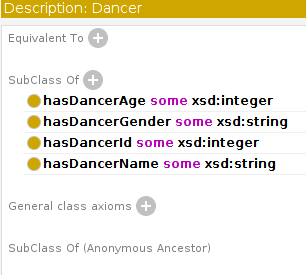 Description: Dancer
Equivalent To
SubClass Of
hasDancerAge some xsd:integer
hasDancerGender some xsd:string
hasDancerId some xsd:integer
hasDancerName some xsd:string
General class axioms
SubClass Of (Anonymous Ancestor)